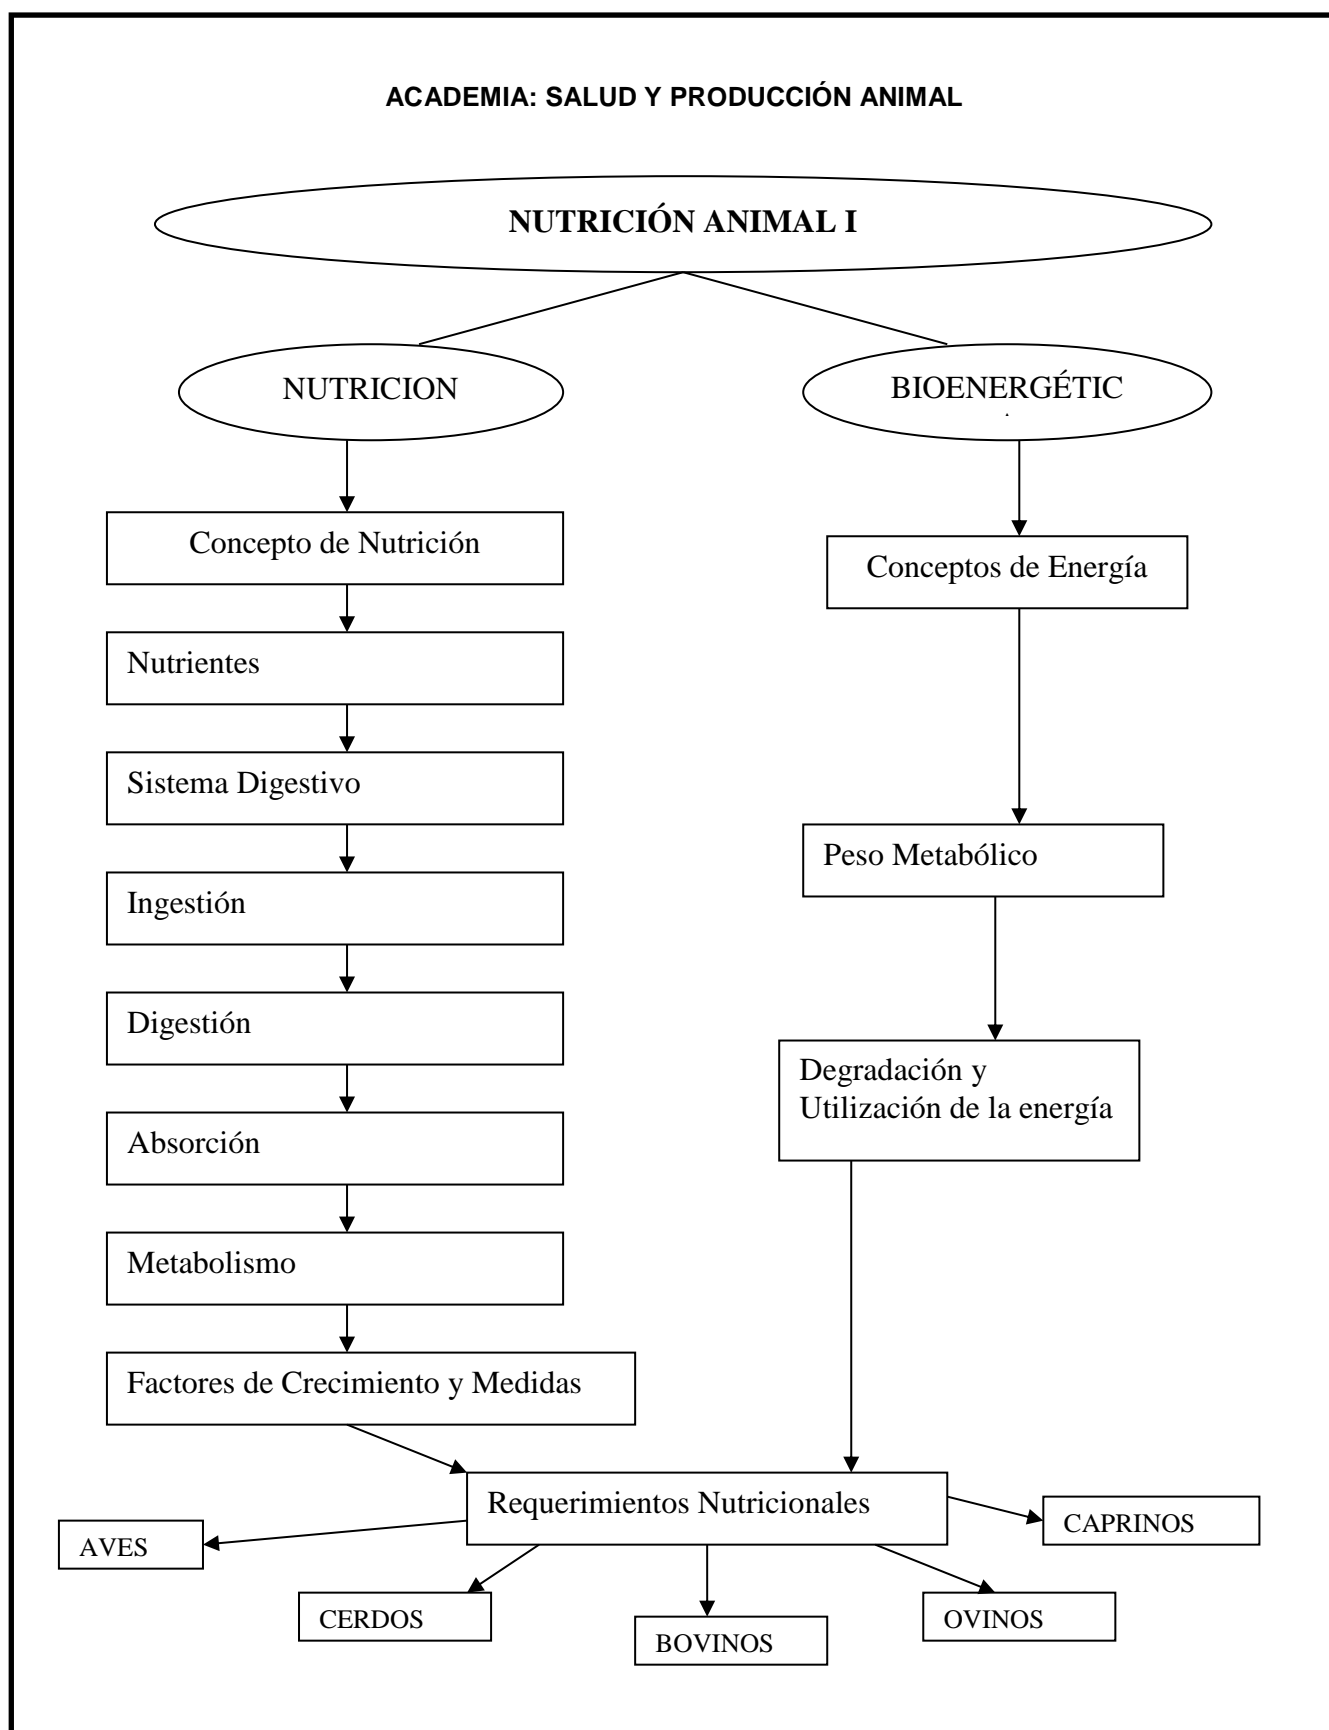 ACADEMIA: SALUD Y PRODUCCIÓN ANIMAL
NUTRICIÓN ANIMAL I
NUTRICION
BIOENERGÉTIC
Concepto de Nutrición
Conceptos de Energía
Nutrientes
Sistema Digestivo
Ingestión
Peso Metabólico
Digestión
Degradación y
Utilización de la energía
Absorción
Metabolismo
Factores de Crecimiento y Medidas
Requerimientos Nutricionales
CAPRINOS
AVES
CERDOS
OVINOS
BOVINOS